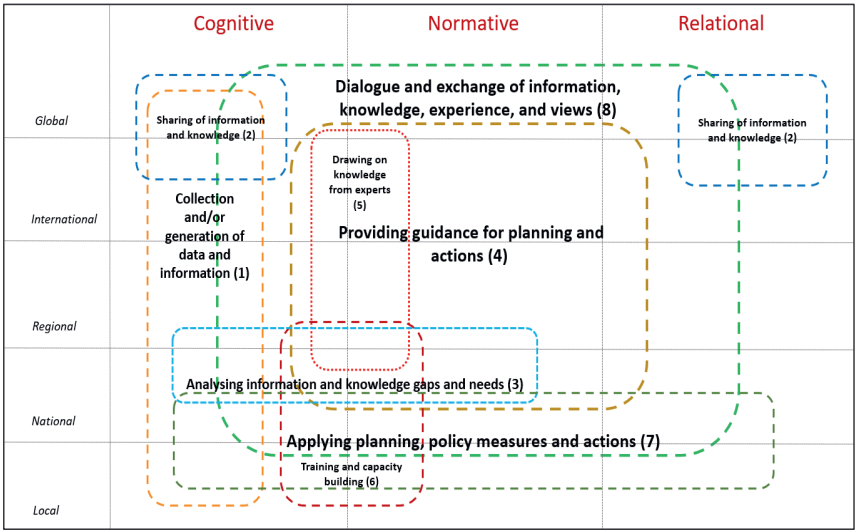 Cognitive
Normative
Relational
Dialogue and exchange of information,
knowledge, experience, and views (8)
Global
Sharing of information
and knowledge (2)
Sharing of information
and knowledge (2)
Drawing on
knowledge
from experts
(5)
International
Collection
and/or
generation of
data and
information (1)
Providing guidance for planning and
actions (4)
Regional
Analysing information and knowledge gaps and needs (3)
National
Applying planning, policy measures and actions (7)
Training and capacity
building (6)
Local